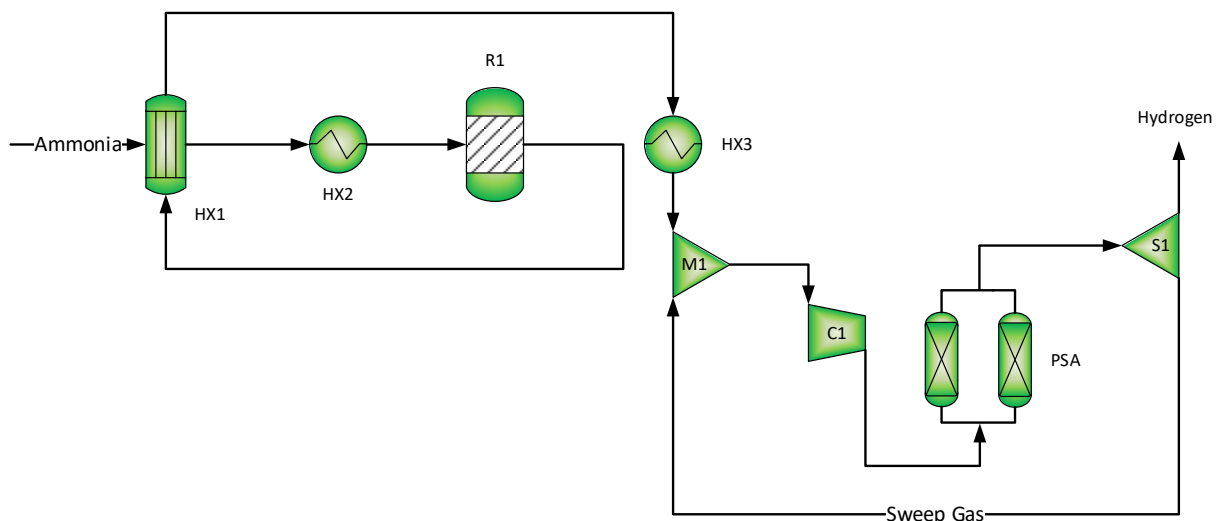 R1
Hydrogen
Ammonia
HX3
HX2
HX1
S1
M1
C1
PSA
Sweep Gas